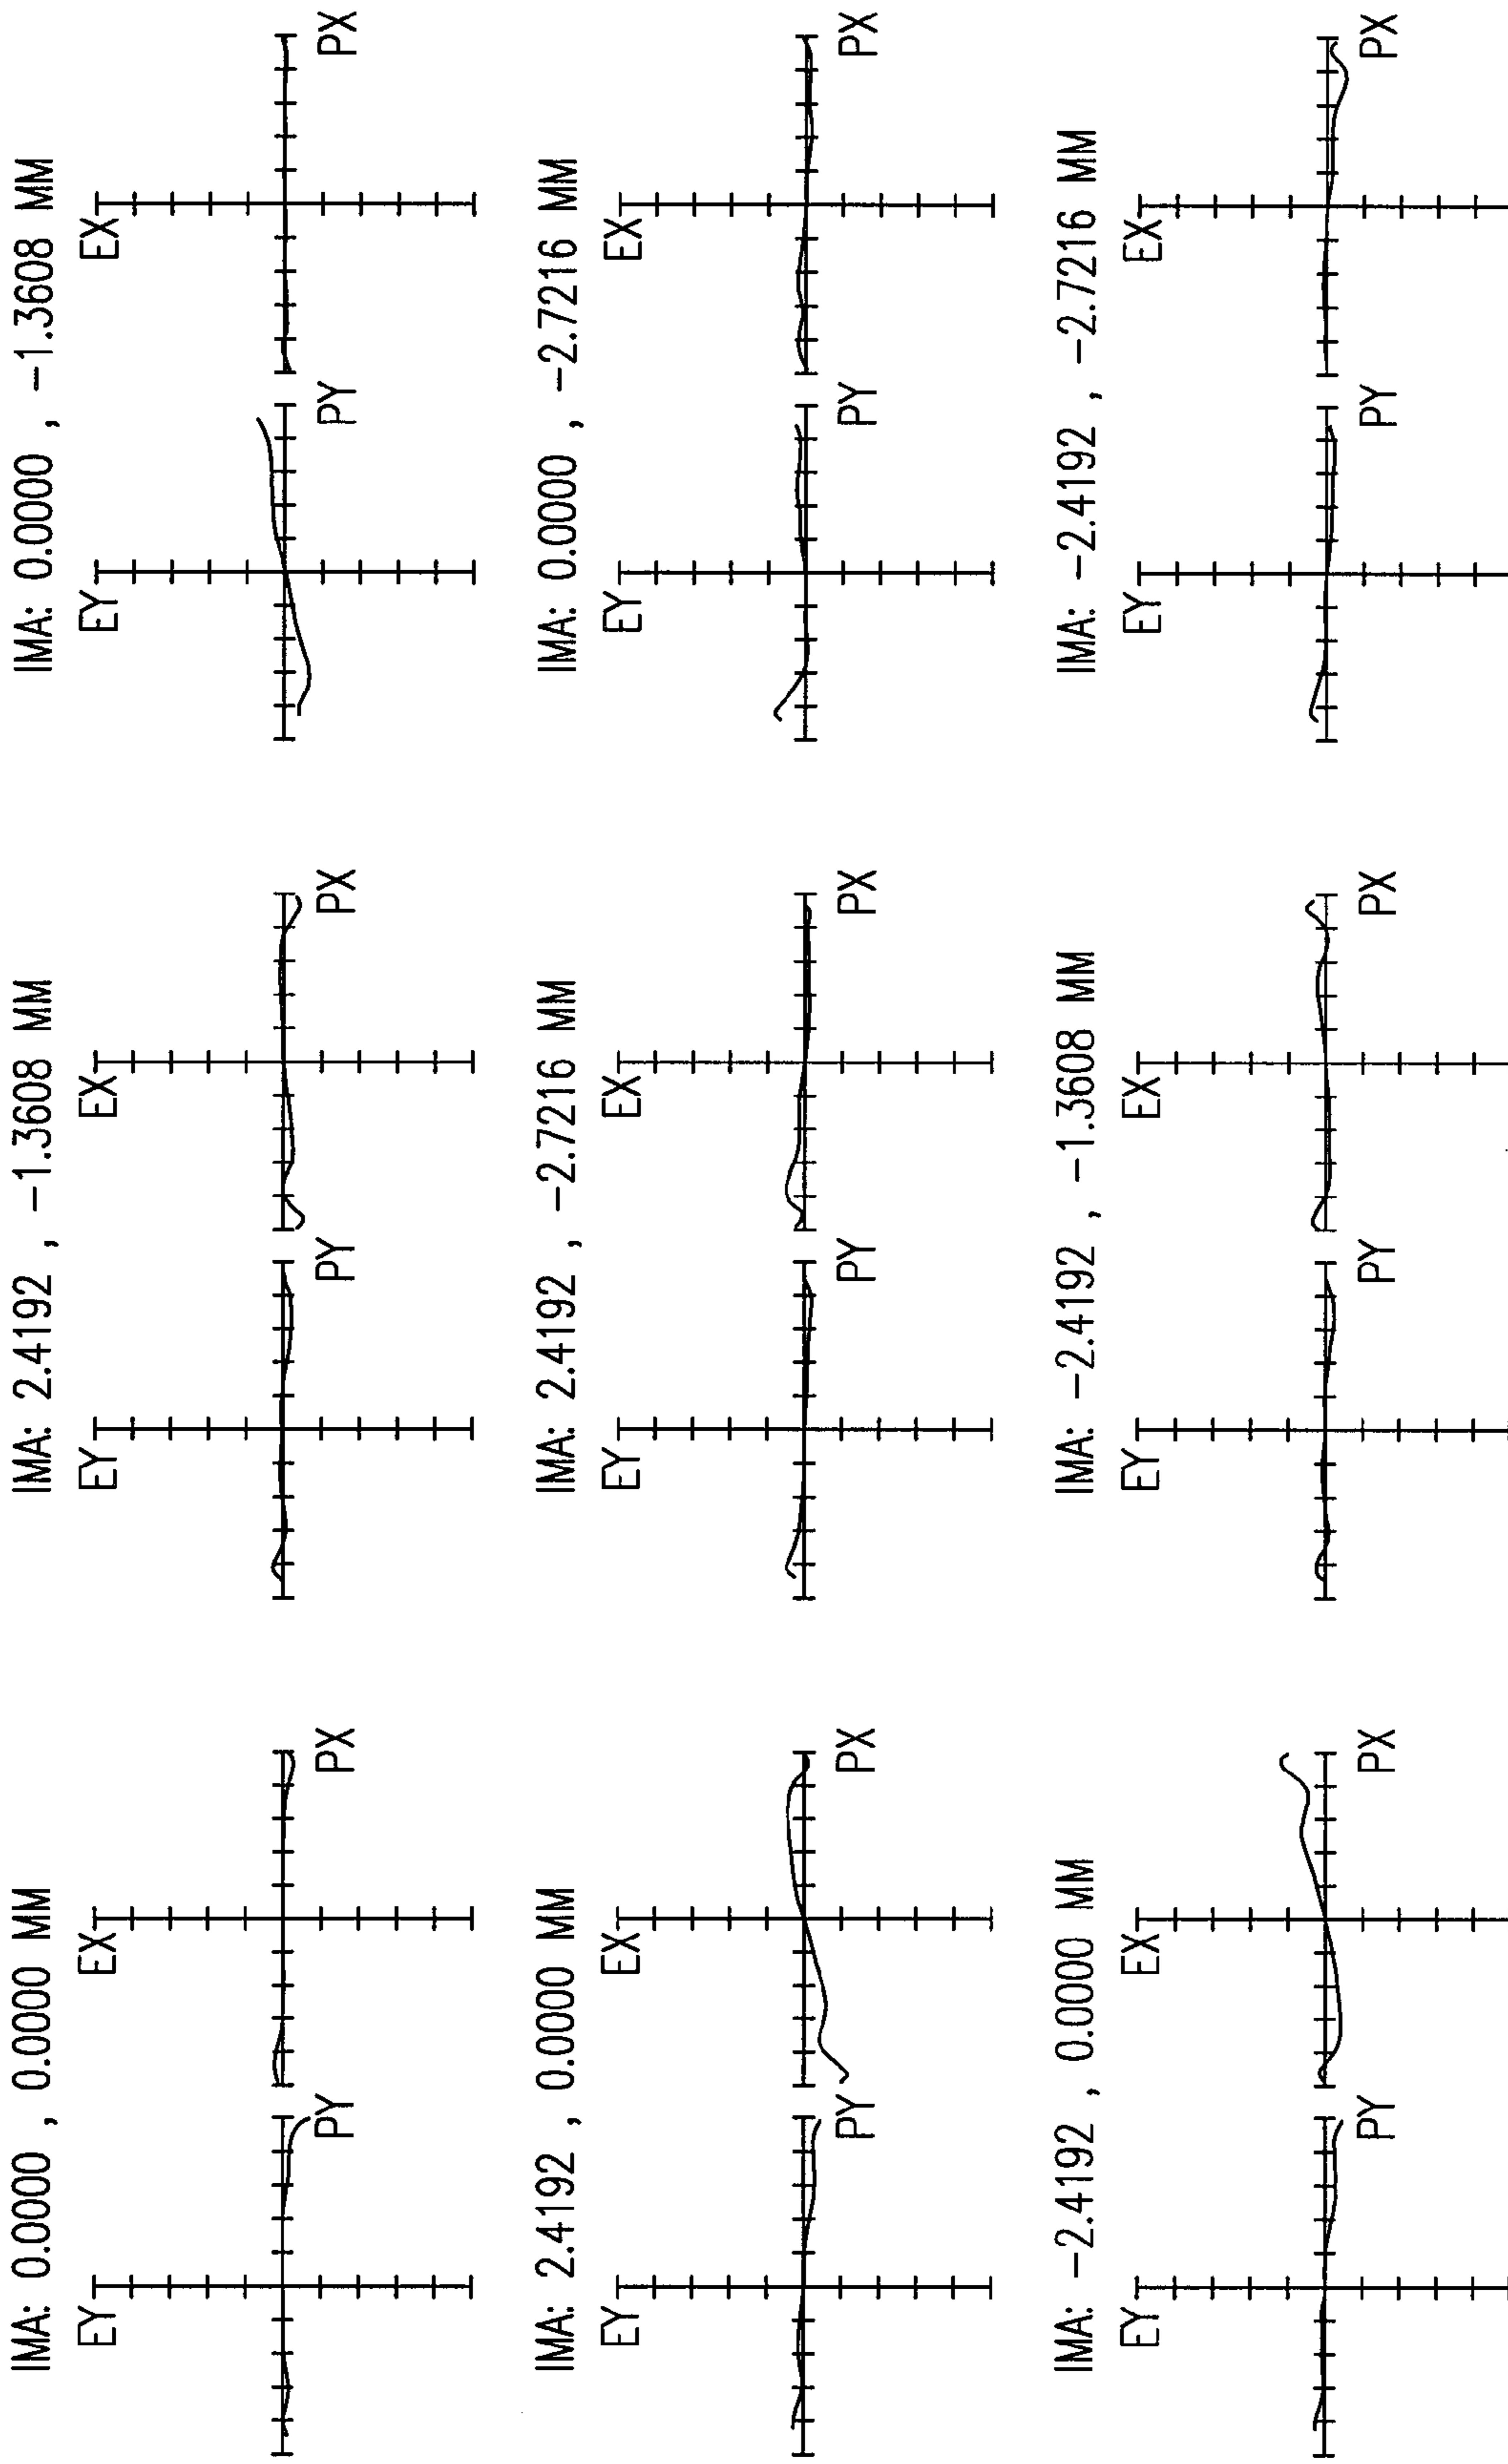 IMA: 0.0000 , 0.0000 MM
EY
EX
PY
PX
IMA: 2.4192 , -1.3608 MM
EY
EX
PY
PX
IMA: 0.0000 , -1.3608 MM
EY
EX
PY
PX
IMA: 2.4192 , 0.0000 MM
EY
EX
PY
PX
IMA: 2.4192 , -2.7216 MM
EY
EX
PY
PX
IMA: 0.0000 , -2.7216 MM
EY
EX
PY
PX
IMA: -2.4192 , 0.0000 MM
EY
EX
PY
PX
IMA: -2.4192 , -1.3608 MM
EY
EX
PY
PX
IMA: -2.4192 , -2.7216 MM
EY
EX
PY
PX